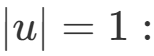 |u| = 1 :